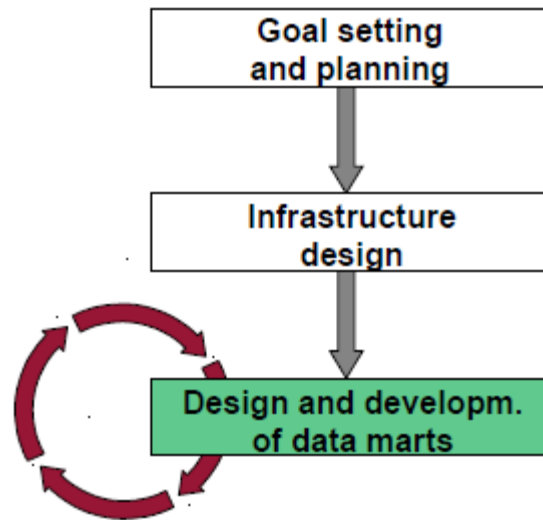 Goal setting
and planning
Infrastructure
design
Design and developm.
of data marts